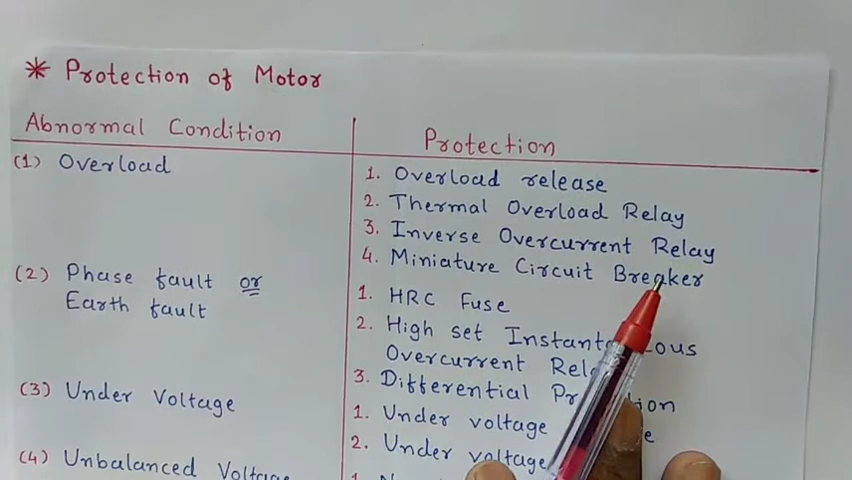 * Protection of Motor
Abnormal Condition
Protection
(1) Overload
1. Overload release
2. Thermal Overload Relay
3. Inverse Overcurrent Relay
4. Miniature Circuit Breaker
(2) Phase fault or
Earth fault
1. HRC Fuse
2. High set
Overcurrent
3. Differential
(3) Under Voltage
1. Under voltage
2. Under voltage
(4) Unbalanced Voltage
1.